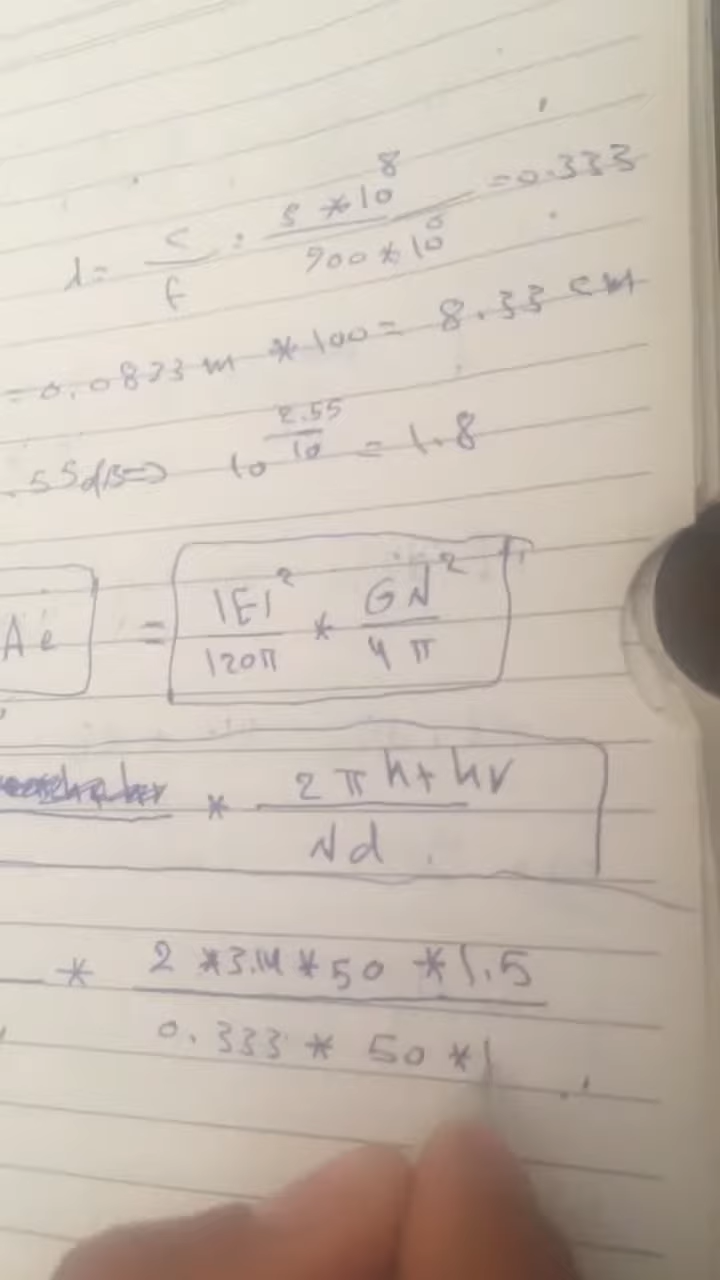 λ = c/f = 3 * 10^8 / 900 * 10^6 = 0.333
= 0.0833 m * 100 = 8.33 cm
.55dB => 10^(2.55/10) = 1.8
Ae = |E|^2/120π * Gλ^2/4π
* 2π ht hr / λd
* 2 * 3.14 * 50 * 1.5 / 0.333 * 50 *